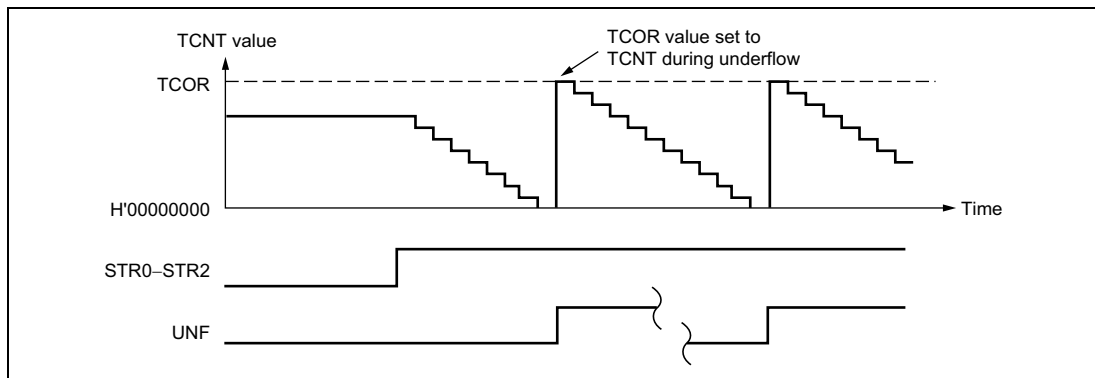 TCNT value
TCOR value set to
TCNT during underflow
TCOR
H'00000000
Time
STR0–STR2
UNF